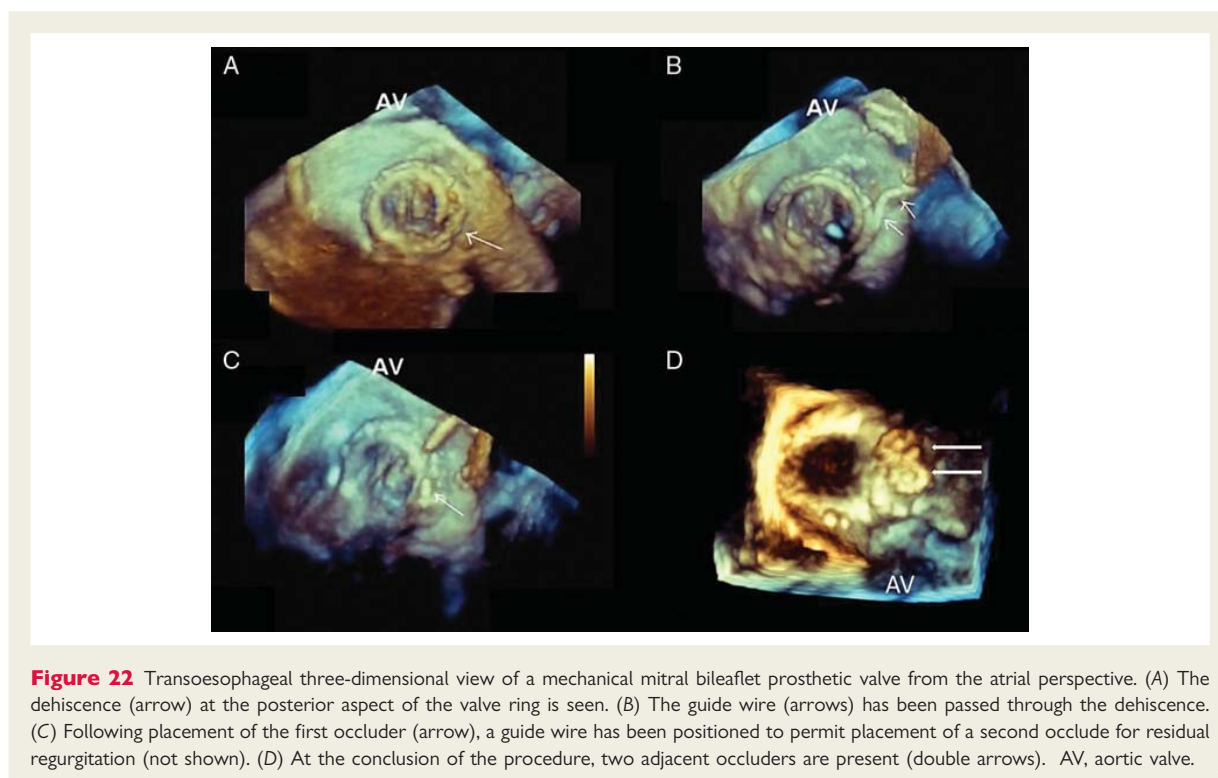 A
AV
B
AV
C
AV
D
AV
Figure 22 Transoesophageal three-dimensional view of a mechanical mitral bileaflet prosthetic valve from the atrial perspective. (A) The
dehiscence (arrow) at the posterior aspect of the valve ring is seen. (B) The guide wire (arrows) has been passed through the dehiscence.
(C) Following placement of the first occluder (arrow), a guide wire has been positioned to permit placement of a second occlude for residual
regurgitation (not shown). (D) At the conclusion of the procedure, two adjacent occluders are present (double arrows). AV, aortic valve.